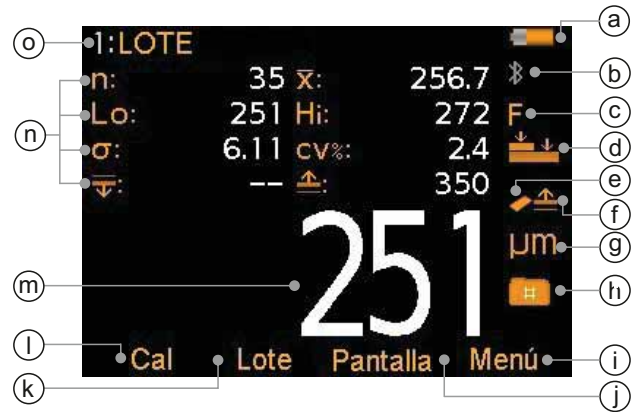 o 1:LOTE a
b
n: 35 x̅: 256.7
n Lo: 251 Hi: 272 F c
σ: 6.11 cv%: 2.4 d
-- : 350 e
f
µm g
m 251 # h
l Cal Lote Pantalla Menú i
k j